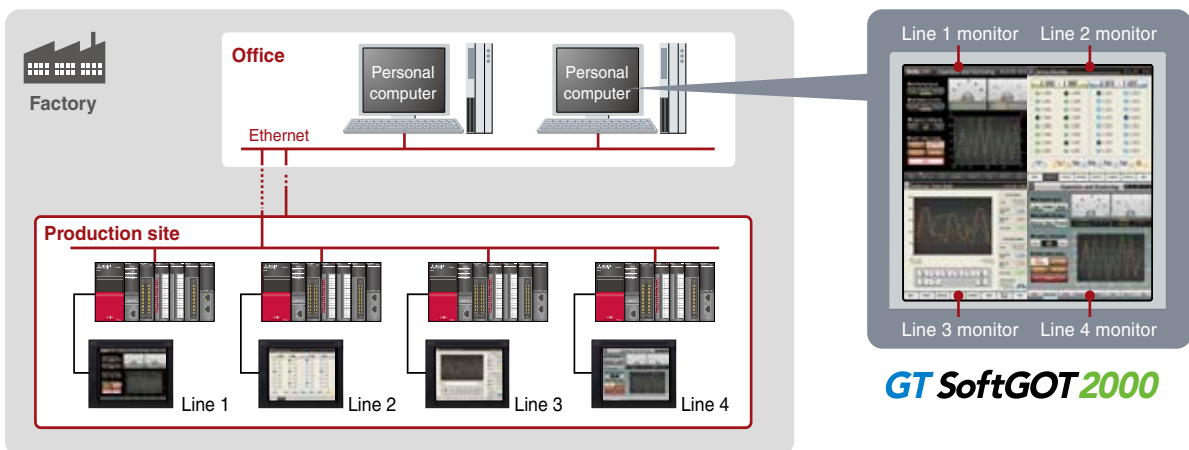 Factory
Office
Personal
computer
Personal
computer
Ethernet
Production site
Line 1
Line 2
Line 3
Line 4
Line 1 monitor
Line 2 monitor
Line 3 monitor
Line 4 monitor
GT SoftGOT2000